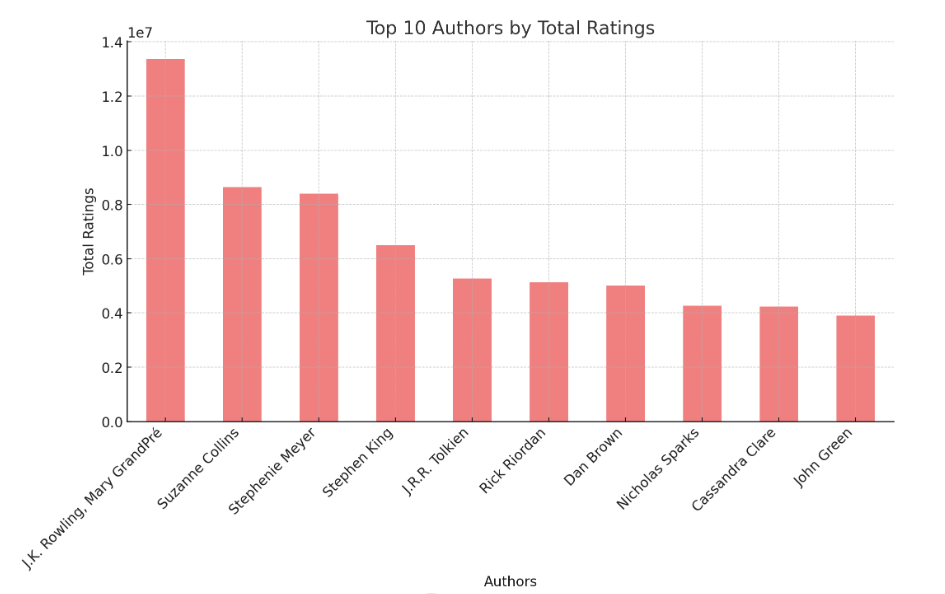 Top 10 Authors by Total Ratings
1e7
1.4
1.2
1.0
0.8
0.6
0.4
0.2
0.0
Total Ratings
J.K. Rowling, Mary GrandPré
Suzanne Collins
Stephenie Meyer
Stephen King
J.R.R. Tolkien
Rick Riordan
Dan Brown
Nicholas Sparks
Cassandra Clare
John Green
Authors